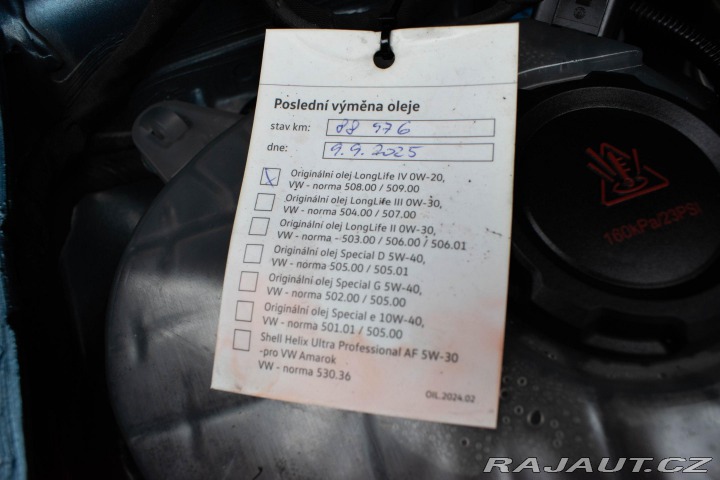 Poslední výměna oleje
stav km: 88 976
dne: 9.9.2025
Originální olej LongLife IV 0W-20,
VW - norma 508.00 / 509.00
Originální olej LongLife III 0W-30,
VW - norma 504.00 / 507.00
Originální olej LongLife II 0W-30,
VW - norma - 503.00 / 506.00 / 506.01
Originální olej Special D 5W-40,
VW - norma 505.00 / 505.01
Originální olej Special G 5W-40,
VW - norma 502.00 / 505.00
Originální olej Special e 10W-40,
VW - norma 501.01 / 505.00
Shell Helix Ultra Professional AF 5W-30
-pro VW Amarok
VW - norma 530.36
OIL.2024.02
160kPa/23PSI
RAJAUT.CZ